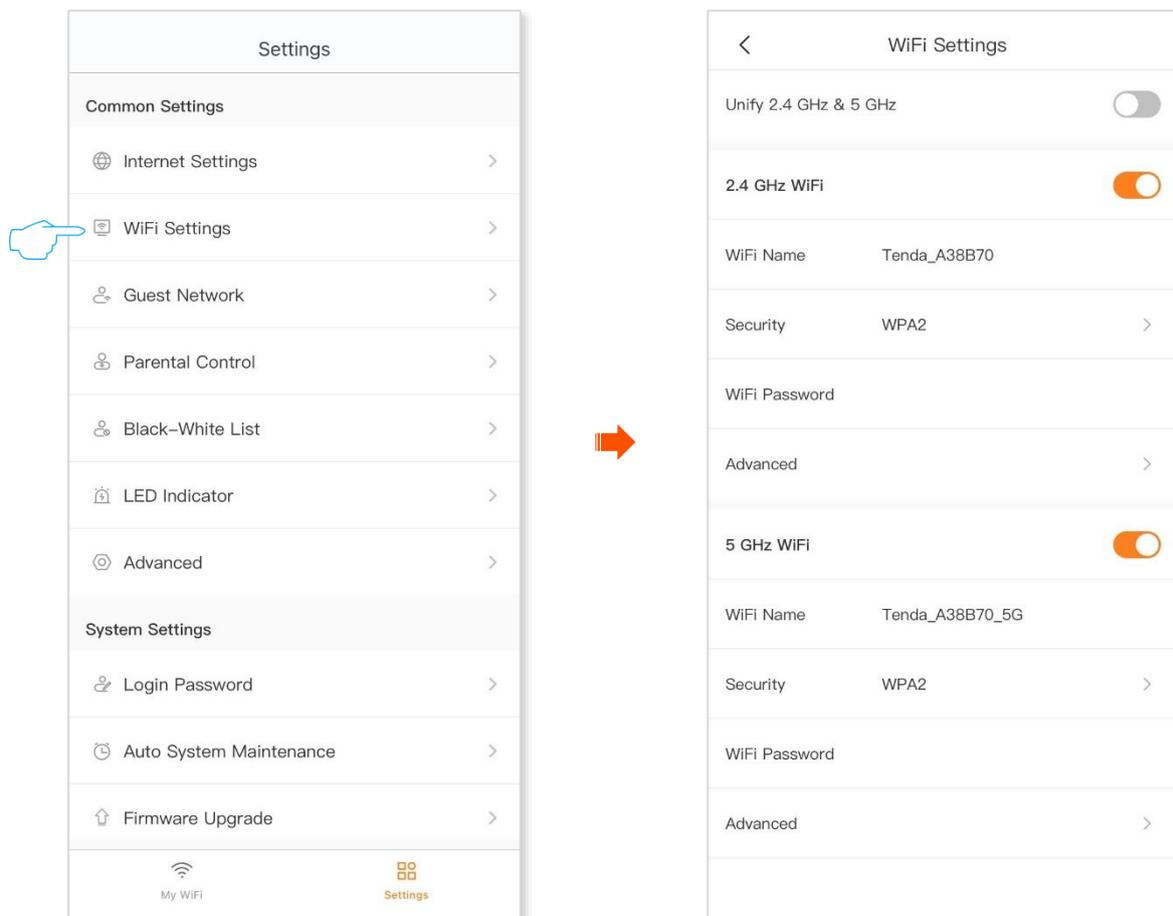 Settings
Common Settings
Internet Settings
WiFi Settings
Guest Network
Parental Control
Black-White List
LED Indicator
Advanced
System Settings
Login Password
Auto System Maintenance
Firmware Upgrade
My WiFi
Settings
WiFi Settings
Unify 2.4 GHz & 5 GHz
2.4 GHz WiFi
WiFi Name Tenda_A38B70
Security WPA2
WiFi Password
Advanced
5 GHz WiFi
WiFi Name Tenda_A38B70_5G
Security WPA2
WiFi Password
Advanced